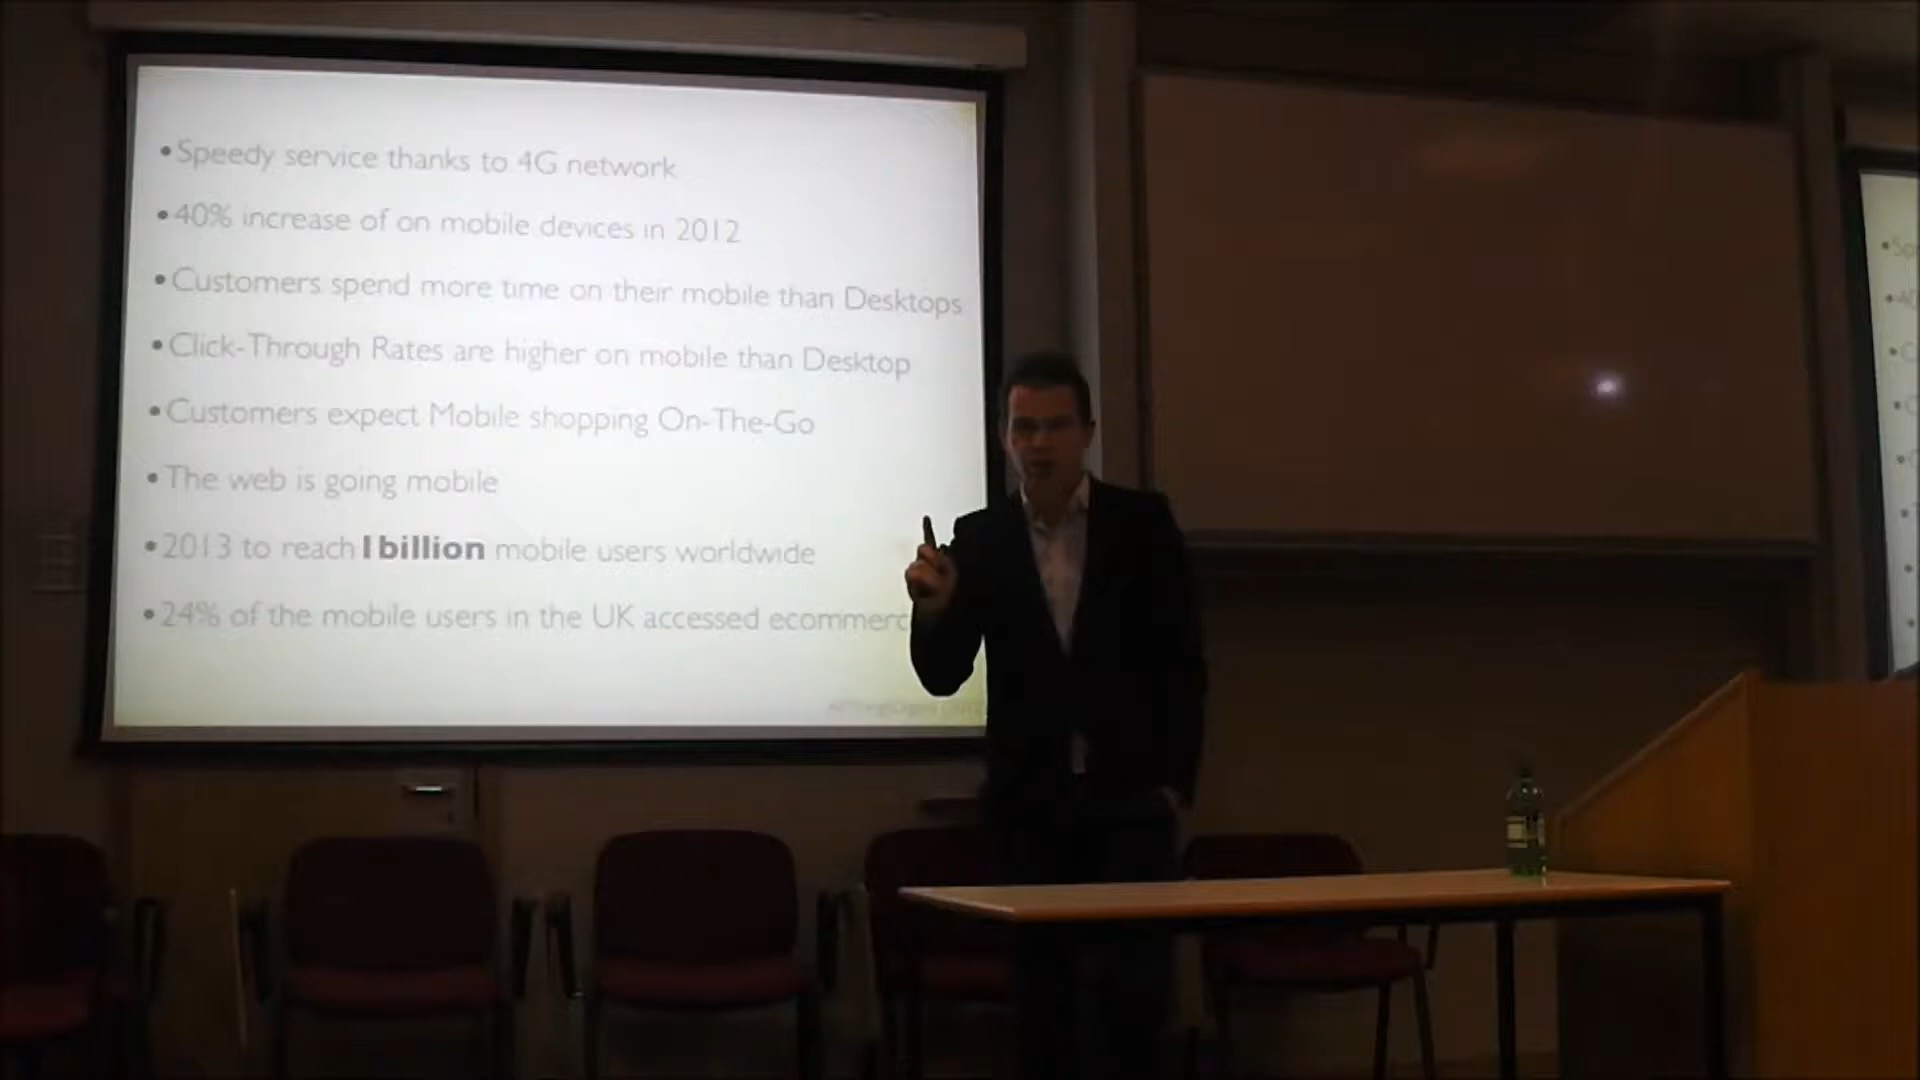 •Speedy service thanks to 4G network
•40% increase of on mobile devices in 2012
•Customers spend more time on their mobile than Desktops
•Click-Through Rates are higher on mobile than Desktop
•Customers expect Mobile shopping On-The-Go
•The web is going mobile
•2013 to reach 1 billion mobile users worldwide
•24% of the mobile users in the UK accessed